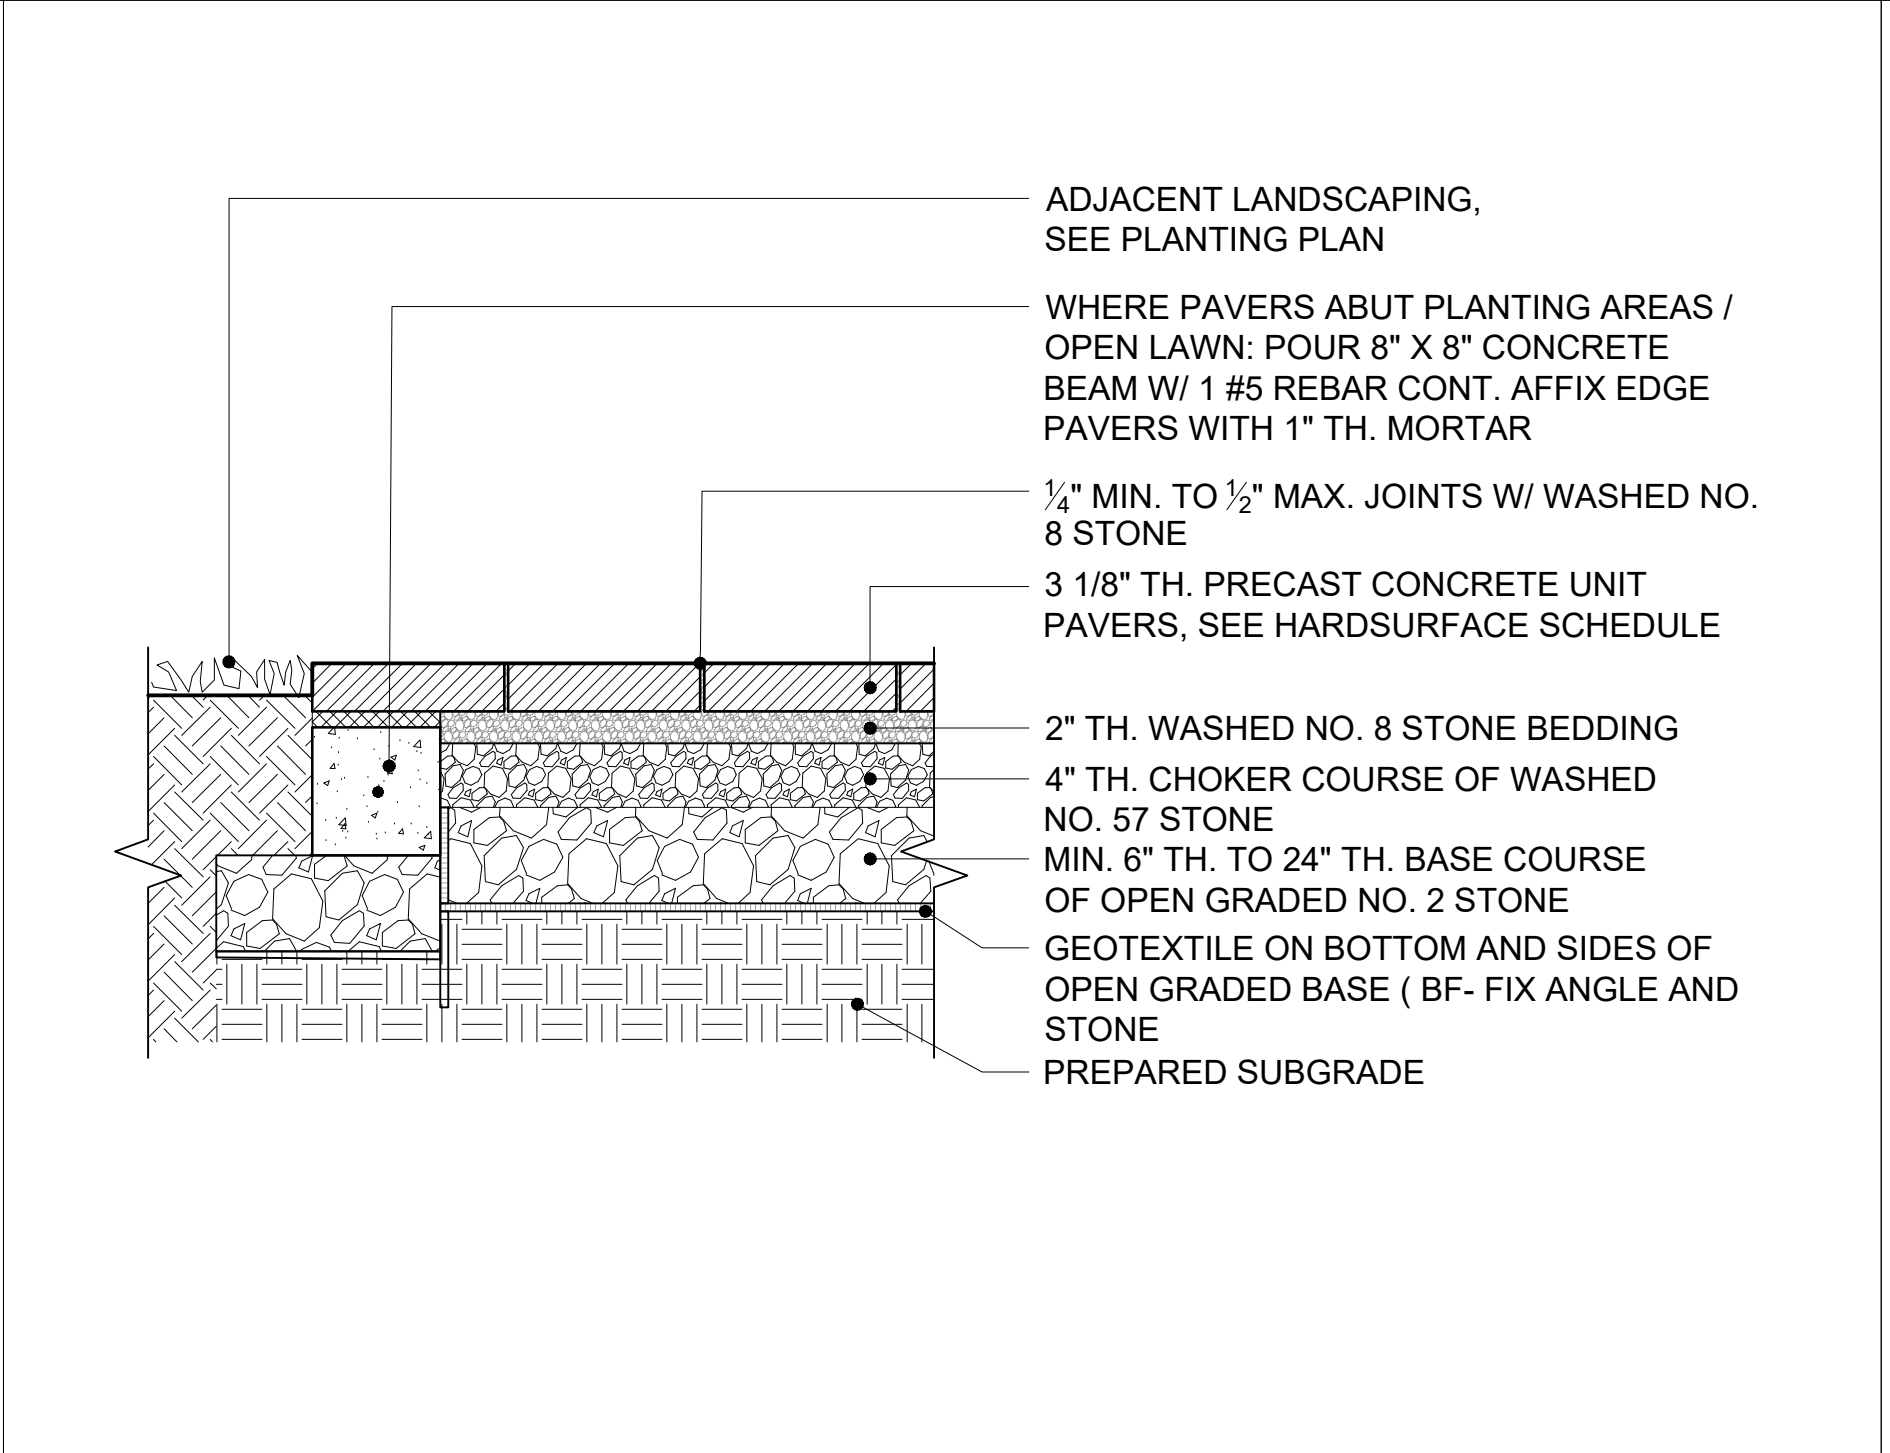 ADJACENT LANDSCAPING,
SEE PLANTING PLAN
WHERE PAVERS ABUT PLANTING AREAS /
OPEN LAWN: POUR 8" X 8" CONCRETE
BEAM W/ 1 #5 REBAR CONT. AFFIX EDGE
PAVERS WITH 1" TH. MORTAR
1/4" MIN. TO 1/2" MAX. JOINTS W/ WASHED NO.
8 STONE
3 1/8" TH. PRECAST CONCRETE UNIT
PAVERS, SEE HARDSURFACE SCHEDULE
2" TH. WASHED NO. 8 STONE BEDDING
4" TH. CHOKER COURSE OF WASHED
NO. 57 STONE
MIN. 6" TH. TO 24" TH. BASE COURSE
OF OPEN GRADED NO. 2 STONE
GEOTEXTILE ON BOTTOM AND SIDES OF
OPEN GRADED BASE ( BF- FIX ANGLE AND
STONE
PREPARED SUBGRADE